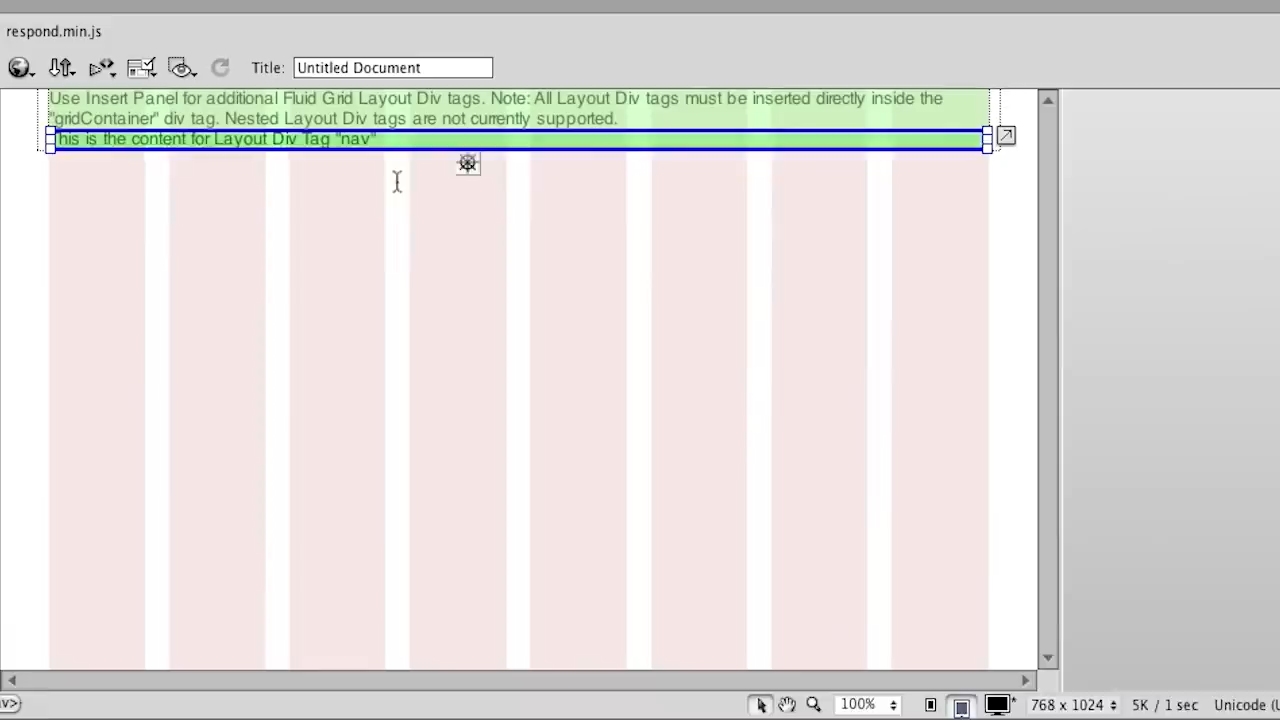 respond.min.js
Title: Untitled Document
Use Insert Panel for additional Fluid Grid Layout Div tags. Note: All Layout Div tags must be inserted directly inside the
"gridContainer" div tag. Nested Layout Div tags are not currently supported.
This is the content for Layout Div Tag "nav"
100% 768 x 1024 5K / 1 sec Unicode (